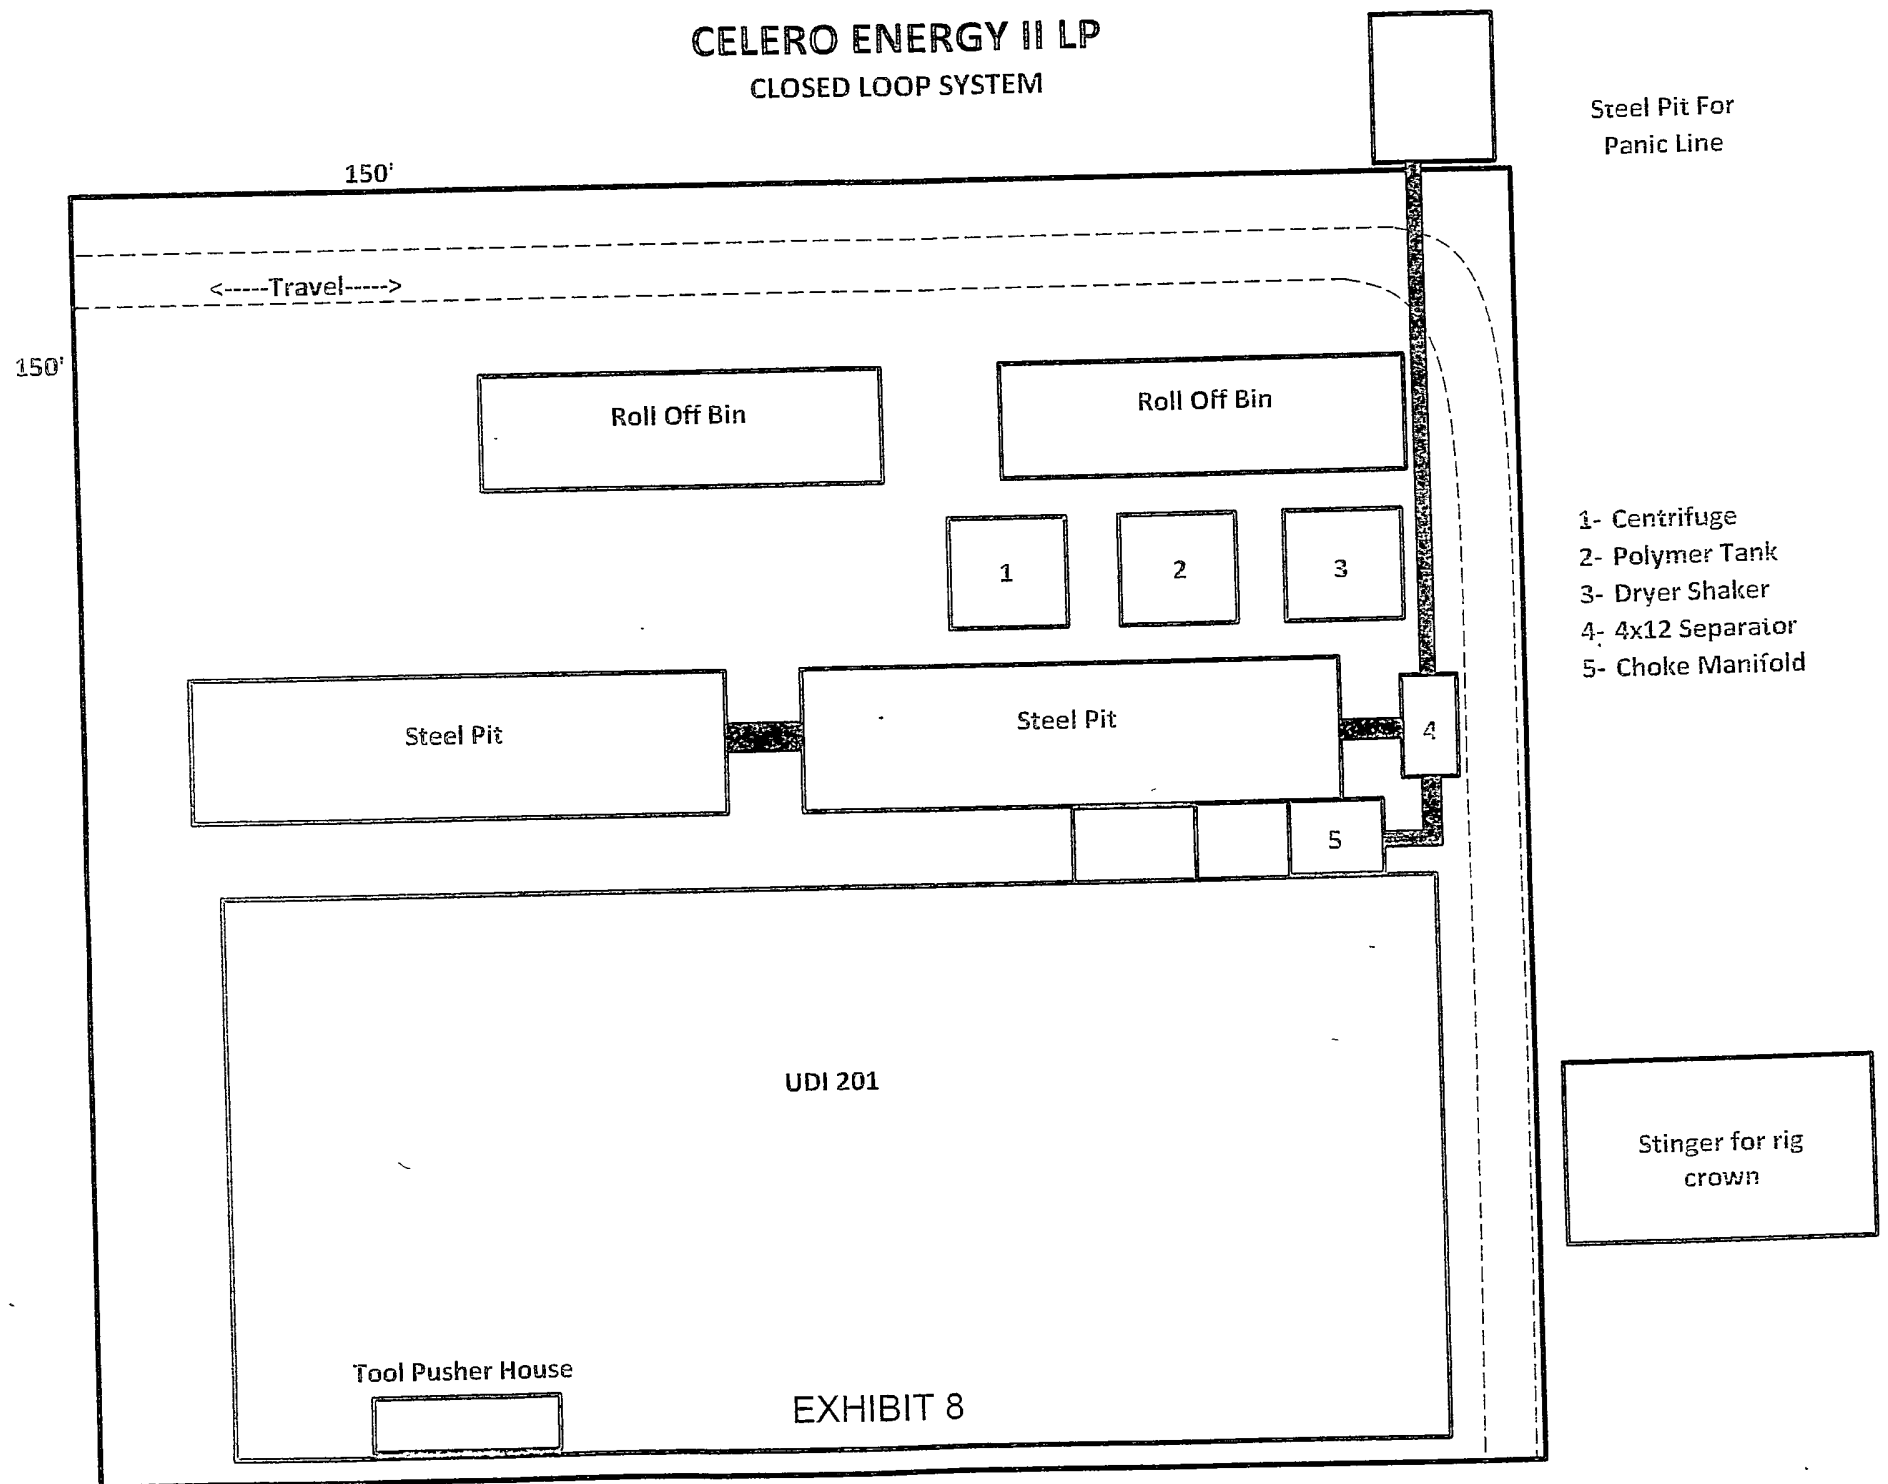 CELERO ENERGY II LP
CLOSED LOOP SYSTEM
Steel Pit For
Panic Line
150'
<-----Travel----->
150'
Roll Off Bin
Roll Off Bin
1
2
3
1- Centrifuge
2- Polymer Tank
3- Dryer Shaker
4- 4x12 Separator
5- Choke Manifold
Steel Pit
Steel Pit
4
5
UDI 201
Stinger for rig
crown
Tool Pusher House
EXHIBIT 8